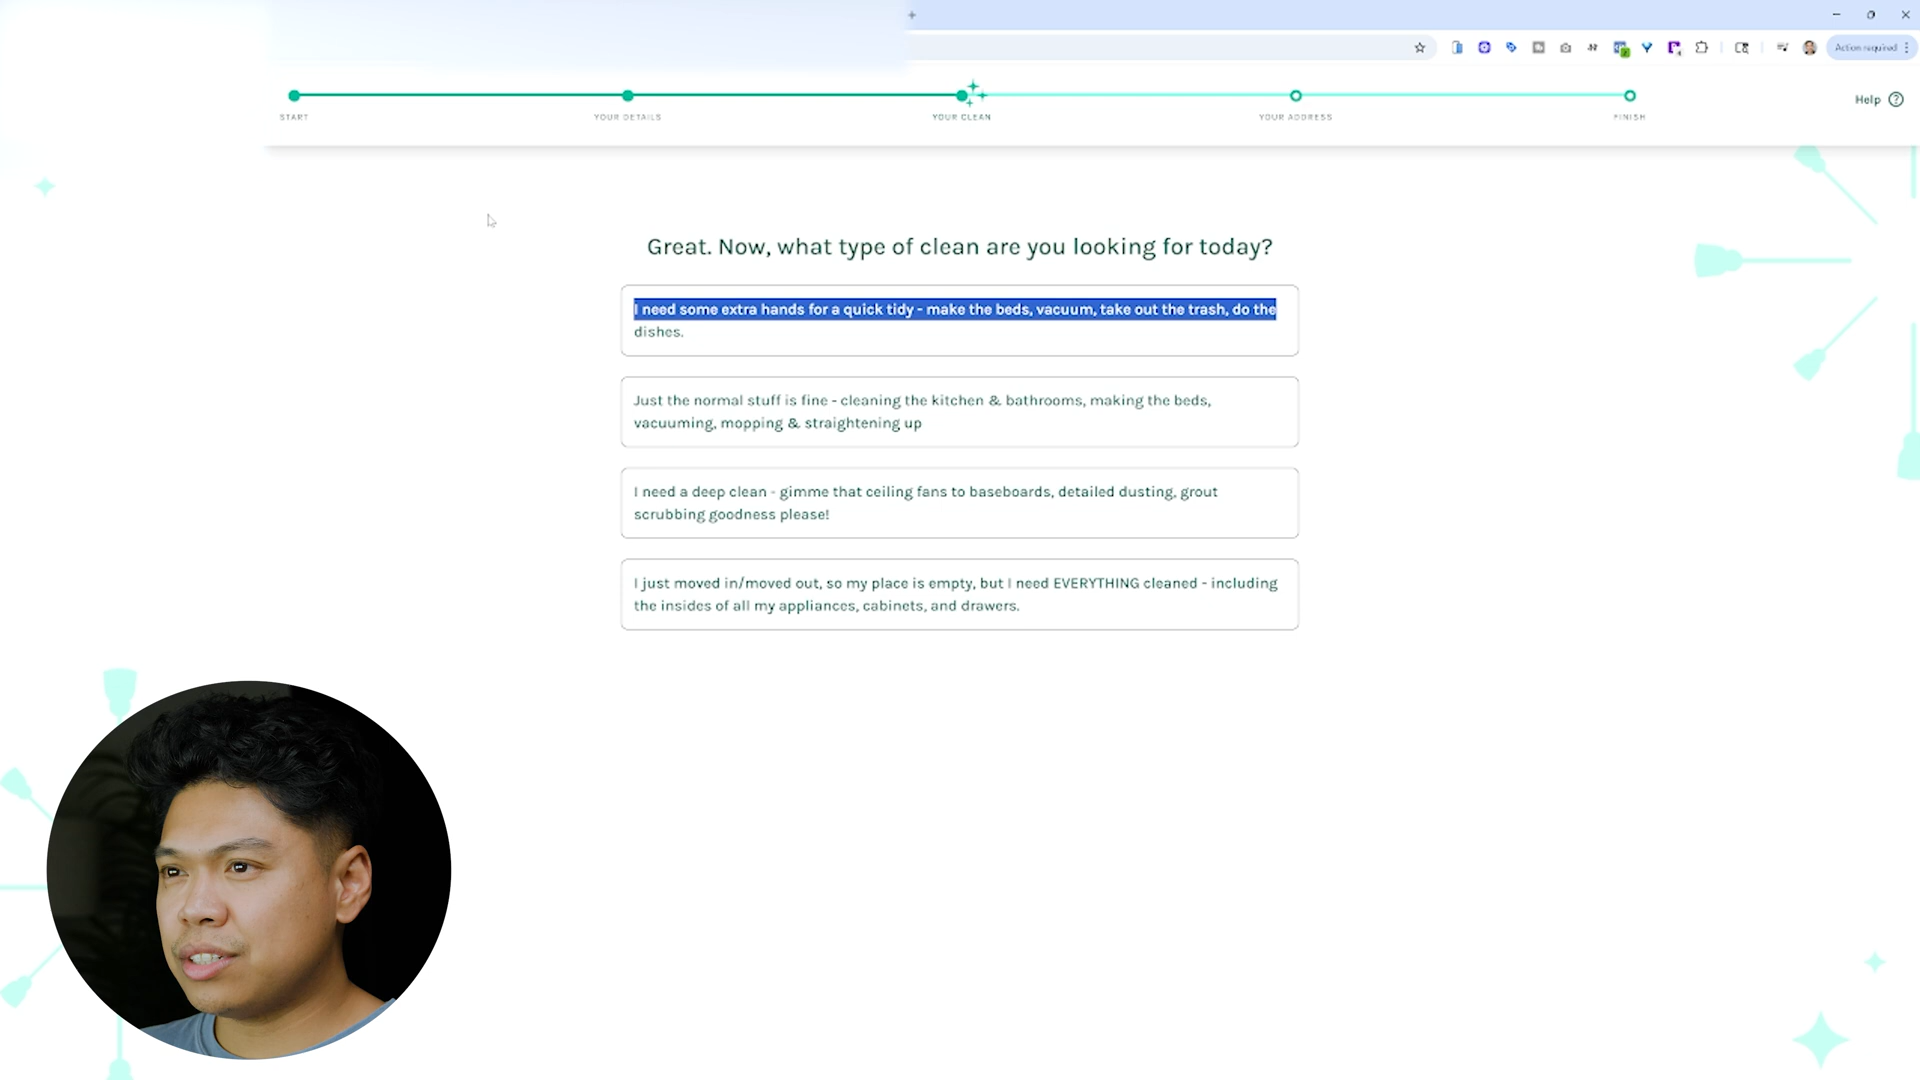 Action required
START
YOUR DETAILS
YOUR CLEAN
YOUR ADDRESS
FINISH
Help
Great. Now, what type of clean are you looking for today?
I need some extra hands for a quick tidy - make the beds, vacuum, take out the trash, do the
dishes.
Just the normal stuff is fine - cleaning the kitchen & bathrooms, making the beds,
vacuuming, mopping & straightening up
I need a deep clean - gimme that ceiling fans to baseboards, detailed dusting, grout
scrubbing goodness please!
I just moved in/moved out, so my place is empty, but I need EVERYTHING cleaned - including
the insides of all my appliances, cabinets, and drawers.